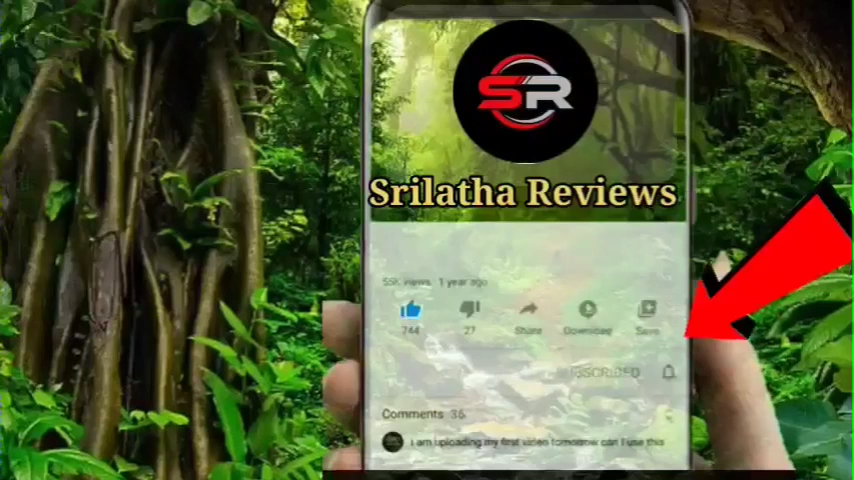 SR
Srilatha Reviews
55K views 1 year ago
744 27 Share Download Save
SUBSCRIBED
Comments 36
i am uploading my first video tomorrow can I use this